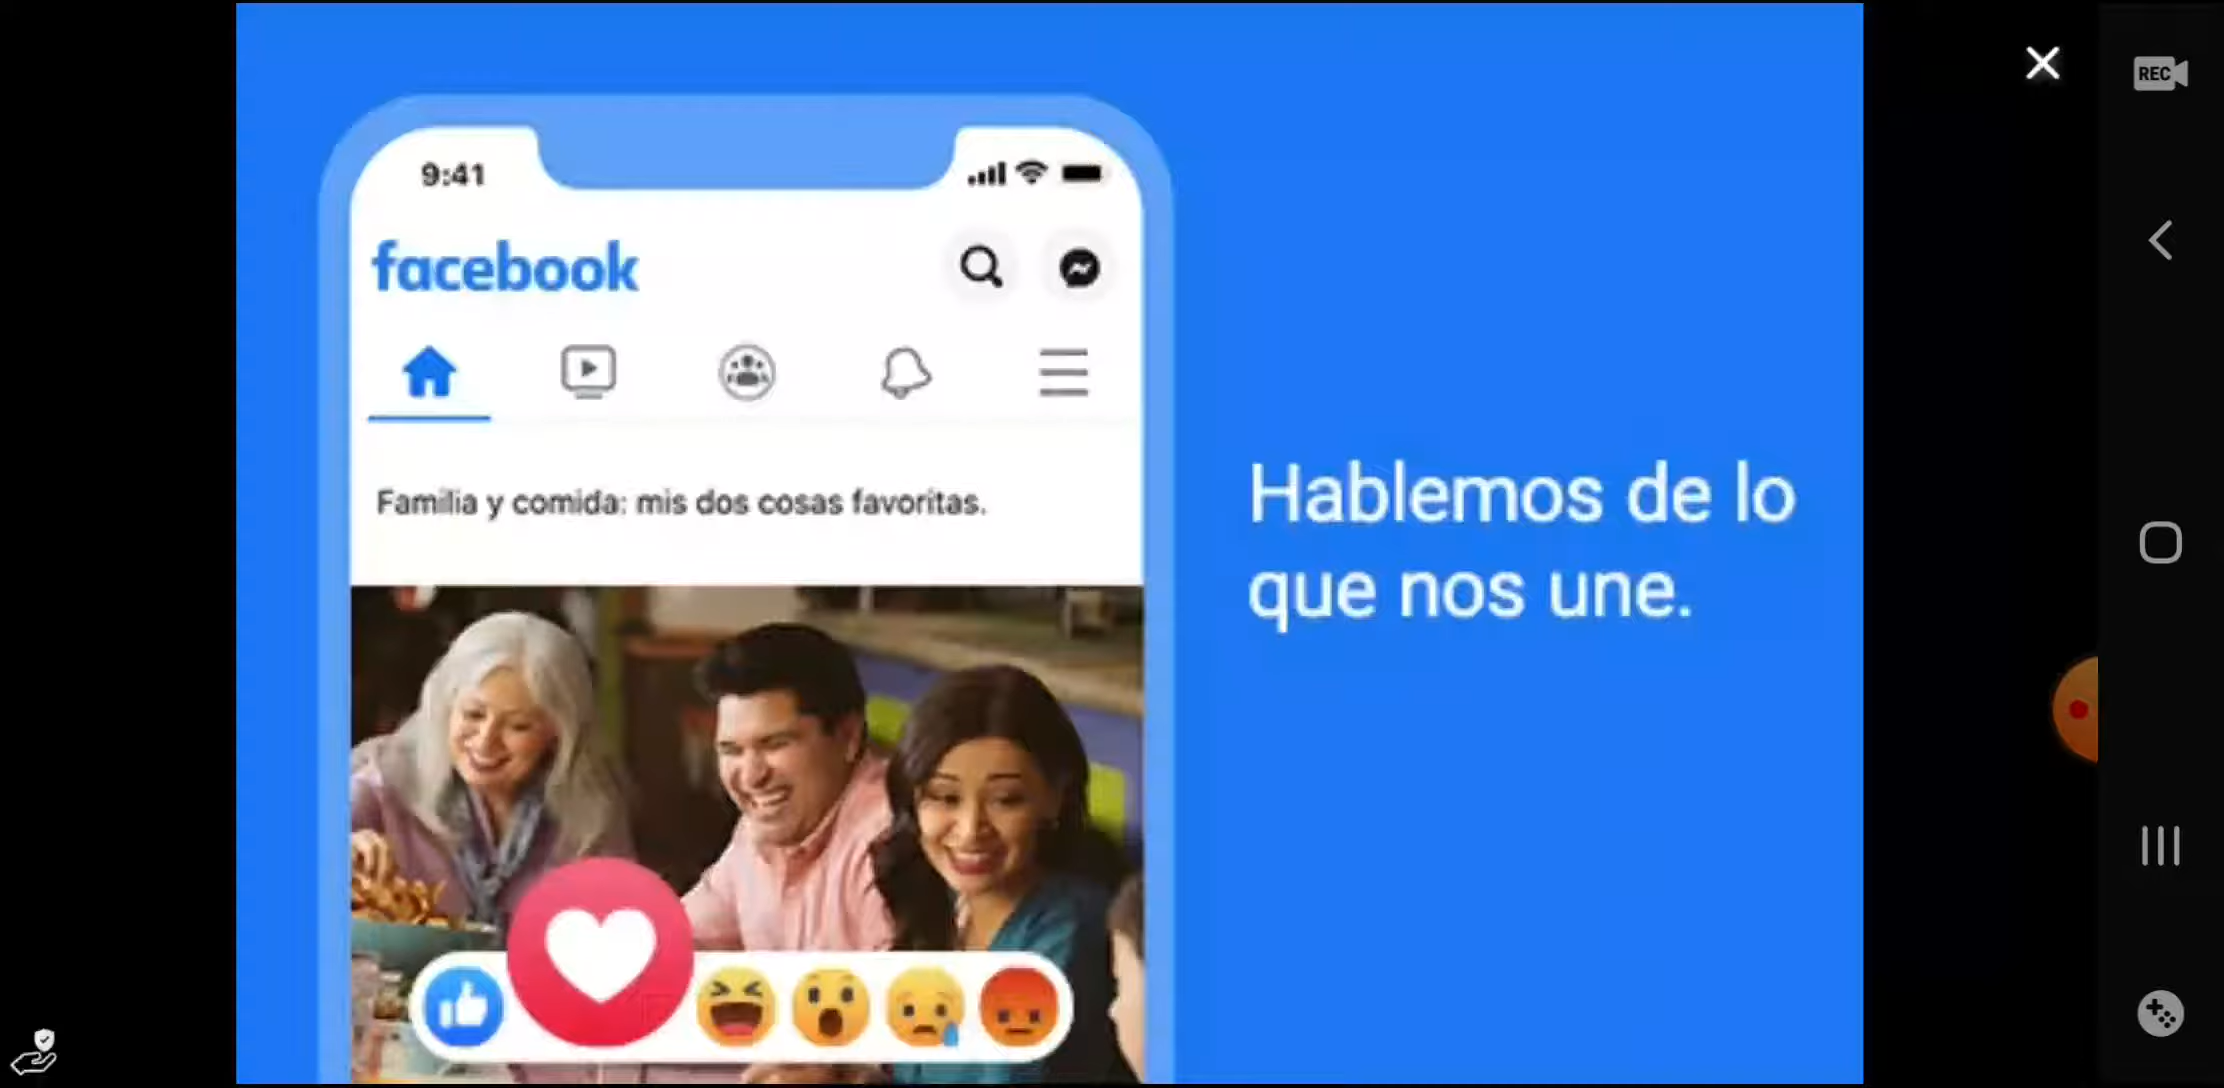 REC
9:41
facebook
Familia y comida: mis dos cosas favoritas.
Hablemos de lo
que nos une.